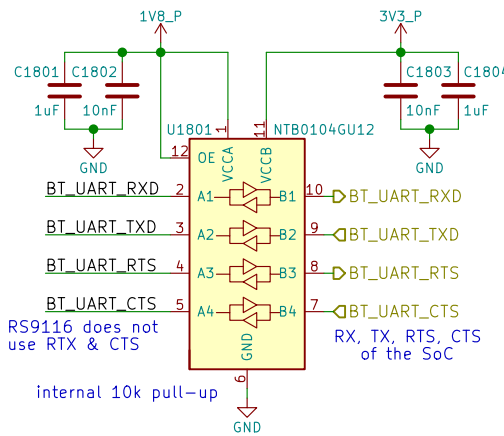 1V8_P 3V3_P
C1801 C1802 C1803 C1804
1uF 10nF 10nF 1uF
GND GND
U1801 1 11 NTB0104GU12
VCCA VCCB
12 OE
BT_UART_RXD 2 A1 B1 10 BT_UART_RXD
BT_UART_TXD 3 A2 B2 9 BT_UART_TXD
BT_UART_RTS 4 A3 B3 8 BT_UART_RTS
BT_UART_CTS 5 A4 B4 7 BT_UART_CTS
RS9116 does not
use RTX & CTS
RX, TX, RTS, CTS
of the SoC
GND
6
internal 10k pull-up
GND